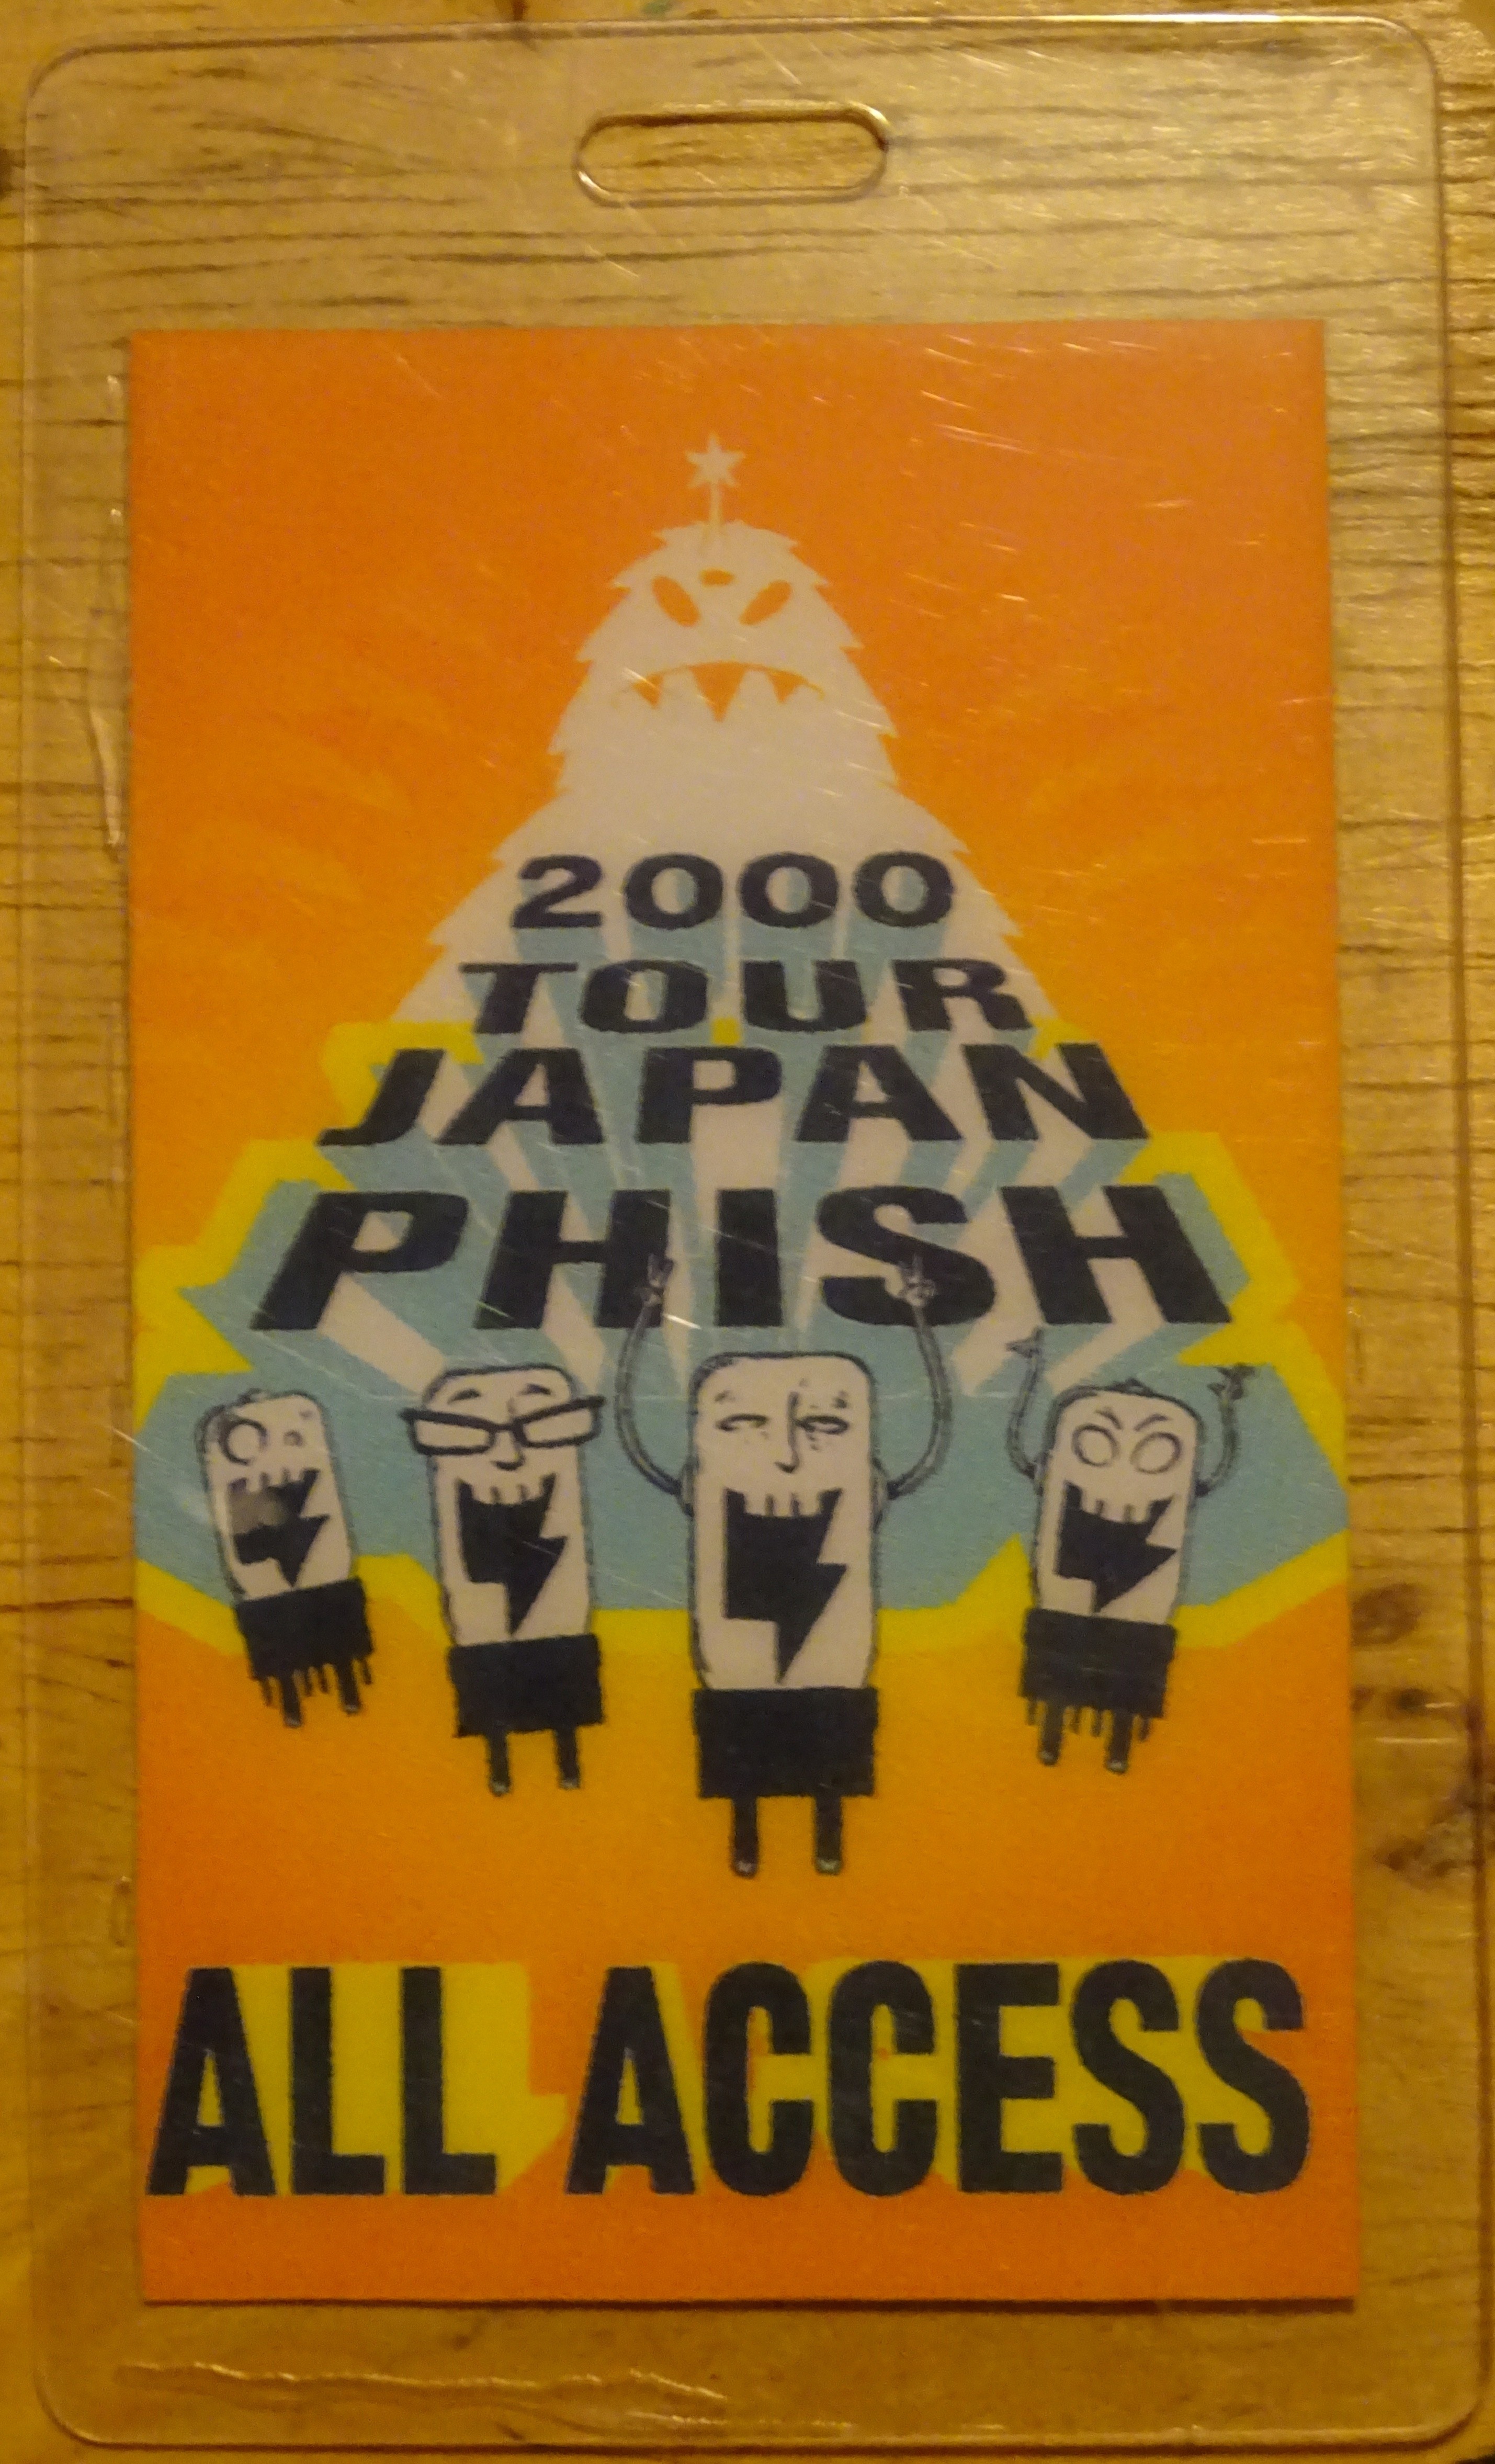 2000
TOUR
JAPAN
PHISH
ALL ACCESS